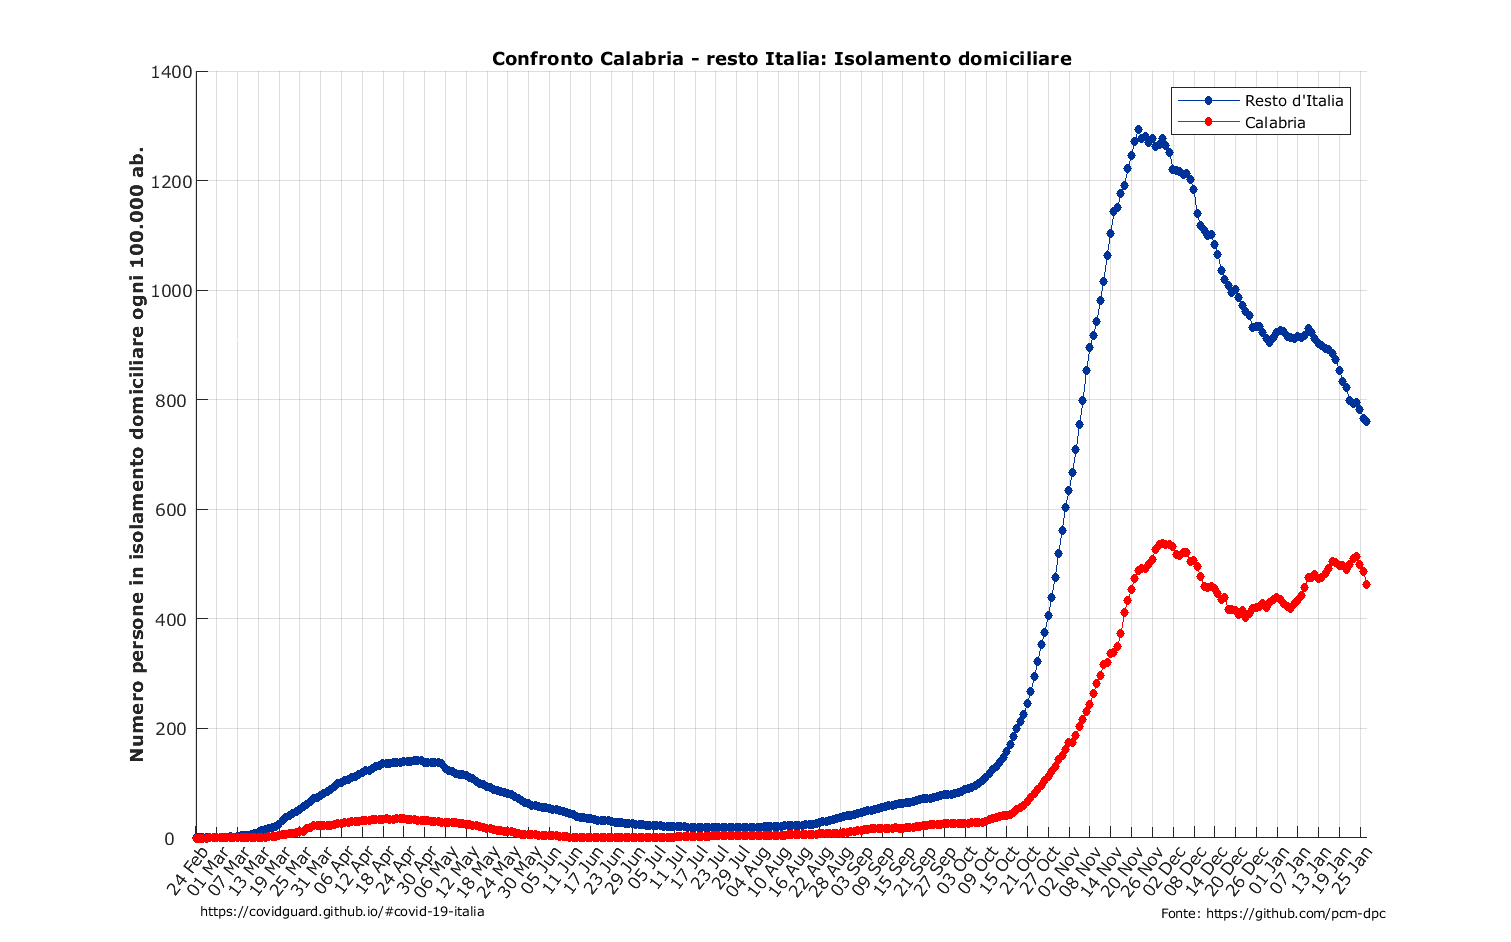 Confronto Calabria - resto Italia: Isolamento domiciliare
Numero persone in isolamento domiciliare ogni 100.000 ab.
1400
1200
1000
800
600
400
200
0
Resto d'Italia
Calabria
24 Feb
01 Mar
07 Mar
13 Mar
19 Mar
25 Mar
31 Mar
06 Apr
12 Apr
18 Apr
24 Apr
30 Apr
06 May
12 May
18 May
24 May
30 May
05 Jun
11 Jun
17 Jun
23 Jun
29 Jun
05 Jul
11 Jul
17 Jul
23 Jul
29 Jul
04 Aug
10 Aug
16 Aug
22 Aug
28 Aug
03 Sep
09 Sep
15 Sep
21 Sep
27 Sep
03 Oct
09 Oct
15 Oct
21 Oct
27 Oct
02 Nov
08 Nov
14 Nov
20 Nov
26 Nov
02 Dec
08 Dec
14 Dec
20 Dec
26 Dec
01 Jan
07 Jan
13 Jan
19 Jan
25 Jan
https://covidguard.github.io/#covid-19-italia
Fonte: https://github.com/pcm-dpc